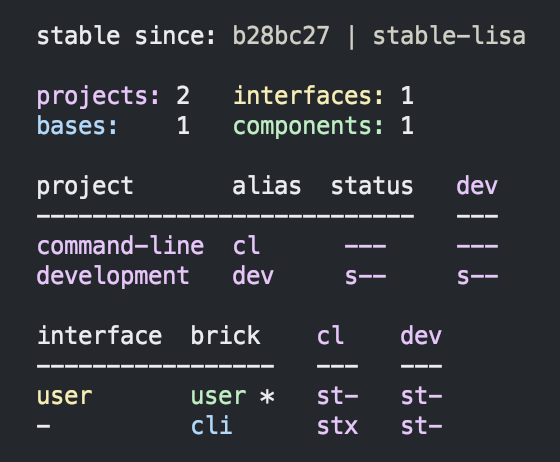 stable since: b28bc27 | stable-lisa
projects: 2   interfaces: 1
bases:    1   components: 1
project       alias  status   dev
---------------------------   ---
command-line  cl      ---     ---
development   dev     s--     s--
interface  brick    cl    dev
-----------------   ---   ---
user       user *   st-   st-
-          cli      stx   st-